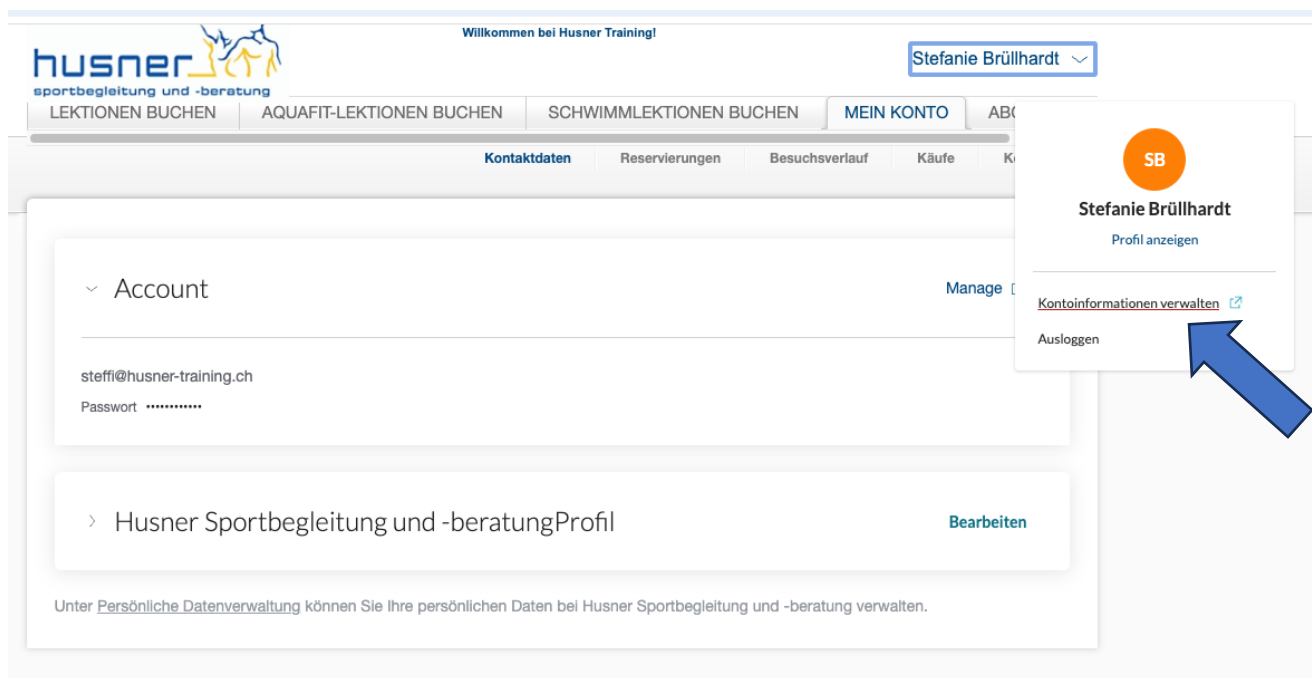 Willkommen bei Husner Training!
husner
sportbegleitung und -beratung
Stefanie Brüllhardt
LEKTIONEN BUCHEN AQUAFIT-LEKTIONEN BUCHEN SCHWIMMLEKTIONEN BUCHEN MEIN KONTO
Kontaktdaten Reservierungen Besuchsverlauf Käufe
SB
Stefanie Brüllhardt
Profil anzeigen
Kontoinformationen verwalten
Ausloggen
Account Manage
steffi@husner-training.ch
Passwort ••••••••••••
Husner Sportbegleitung und -beratungProfil Bearbeiten
Unter Persönliche Datenverwaltung können Sie Ihre persönlichen Daten bei Husner Sportbegleitung und -beratung verwalten.